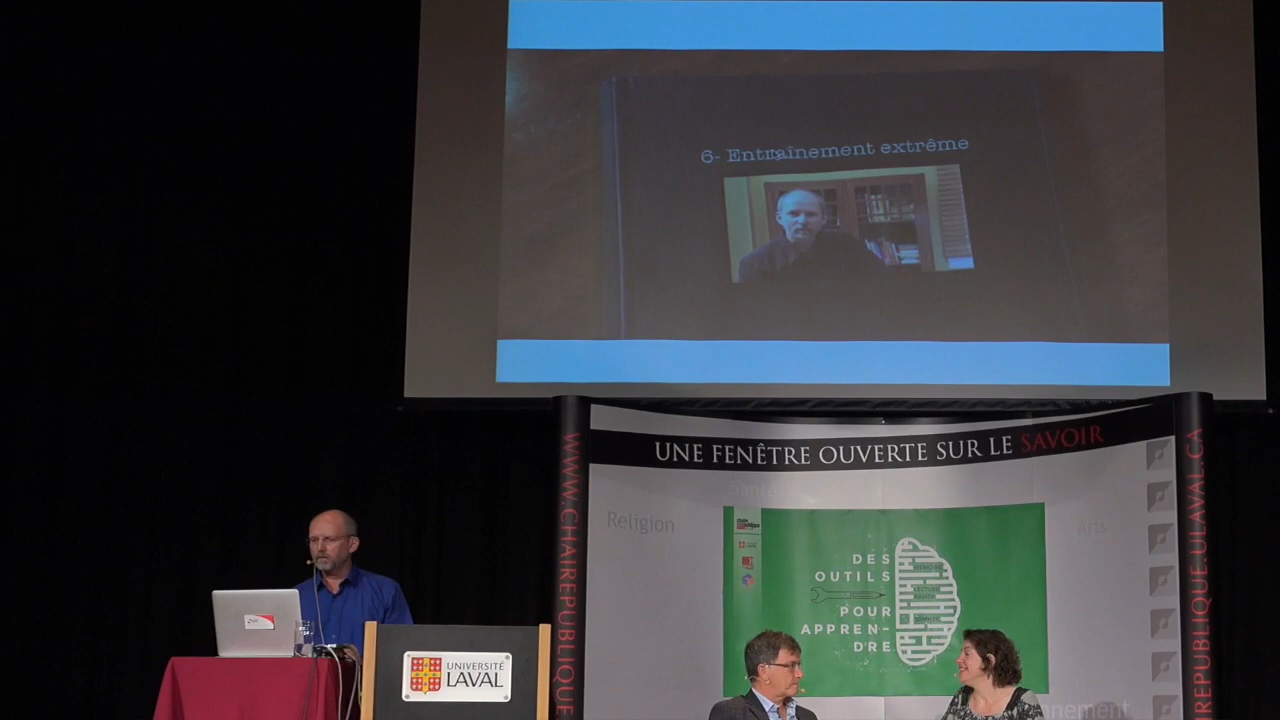 6- Entraînement extrême
UNE FENÊTRE OUVERTE SUR LE SAVOIR
Religion
Arts
WWW.CHAIREPUBLIQUE
REPUBLIQUE.ULAVAL.CA
DES
OUTILS
POUR
APPREN-
DRE
UNIVERSITÉ
LAVAL